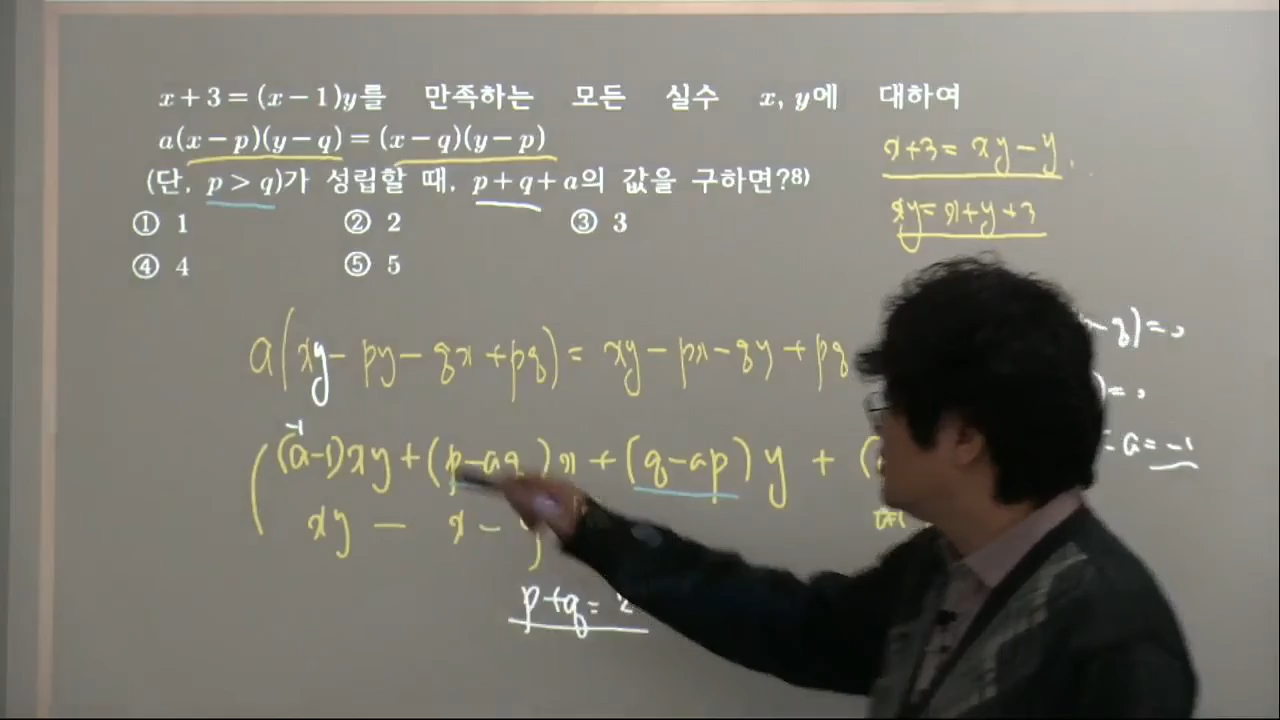 x+3=(x−1)y를 만족하는 모든 실수 x, y에 대하여
a(x−p)(y−q)=(x−q)(y−p)
(단, p>q)가 성립할 때, p+q+a의 값을 구하면?8)
① 1 ② 2 ③ 3
④ 4 ⑤ 5
x+3= xy−y.
xy=x+y+3
a(xy−py−qx+pq)= xy−px−qy+pq
−q)=0
)=0
a=−1
−1
(a−1)xy+(p−aq)x+(q−ap)y+(
xy − x − y
p+q= 2